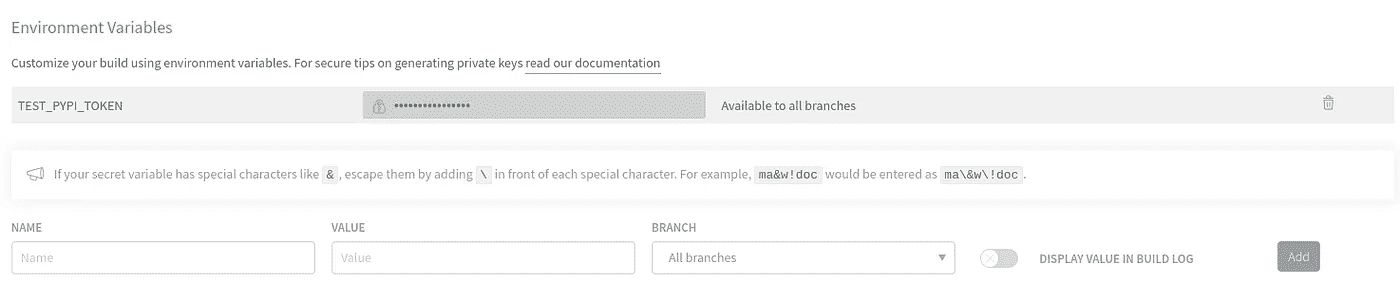 Environment Variables
Customize your build using environment variables. For secure tips on generating private keys read our documentation
TEST_PYPI_TOKEN •••••••••••••••• Available to all branches
If your secret variable has special characters like & , escape them by adding \ in front of each special character. For example, ma&w!doc would be entered as ma\&w\!doc .
NAME VALUE BRANCH
Name Value All branches DISPLAY VALUE IN BUILD LOG Add